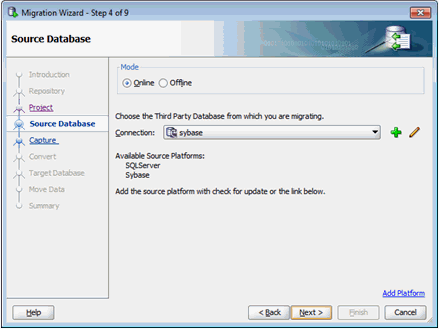 Migration Wizard - Step 4 of 9
Source Database
Introduction
Repository
Project
Source Database
Capture
Convert
Target Database
Move Data
Summary
Mode
Online Offline
Choose the Third Party Database from which you are migrating.
Connection: sybase
Available Source Platforms:
SQLServer
Sybase
Add the source platform with check for update or the link below.
Add Platform
Help < Back Next > Finish Cancel